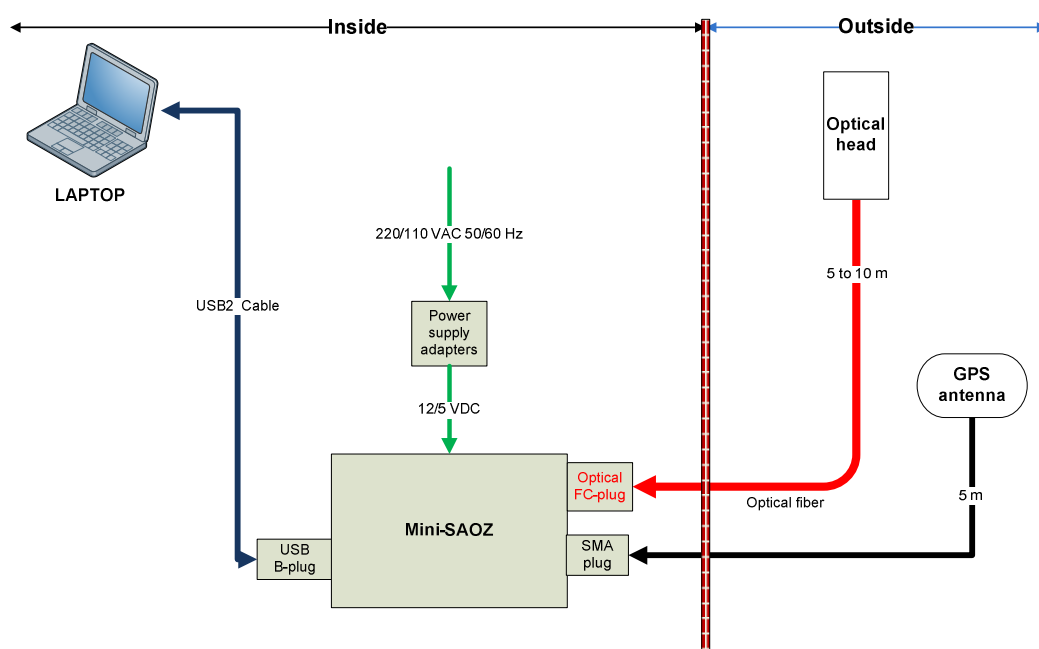 Inside
Outside
LAPTOP
Optical
head
220/110 VAC 50/60 Hz
5 to 10 m
USB2  Cable
Power
supply
adapters
GPS
antenna
12/5 VDC
Optical
FC-plug
Optical fiber
5 m
Mini-SAOZ
USB
B-plug
SMA
plug